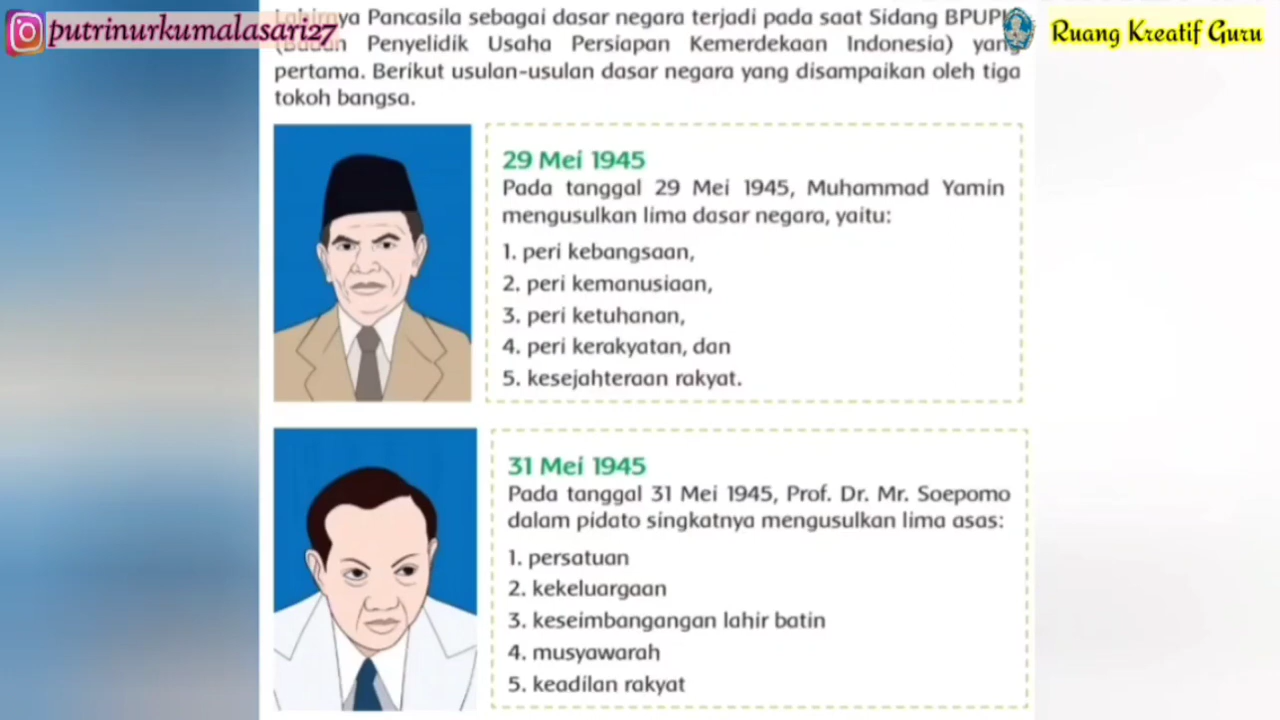 putrinurkumalasari27
Ruang Kreatif Guru
Lahirnya Pancasila sebagai dasar negara terjadi pada saat Sidang BPUPK
(Badan Penyelidik Usaha Persiapan Kemerdekaan Indonesia) yang
pertama. Berikut usulan-usulan dasar negara yang disampaikan oleh tiga
tokoh bangsa.
29 Mei 1945
Pada tanggal 29 Mei 1945, Muhammad Yamin
mengusulkan lima dasar negara, yaitu:
1. peri kebangsaan,
2. peri kemanusiaan,
3. peri ketuhanan,
4. peri kerakyatan, dan
5. kesejahteraan rakyat.
31 Mei 1945
Pada tanggal 31 Mei 1945, Prof. Dr. Mr. Soepomo
dalam pidato singkatnya mengusulkan lima asas:
1. persatuan
2. kekeluargaan
3. keseimbangangan lahir batin
4. musyawarah
5. keadilan rakyat